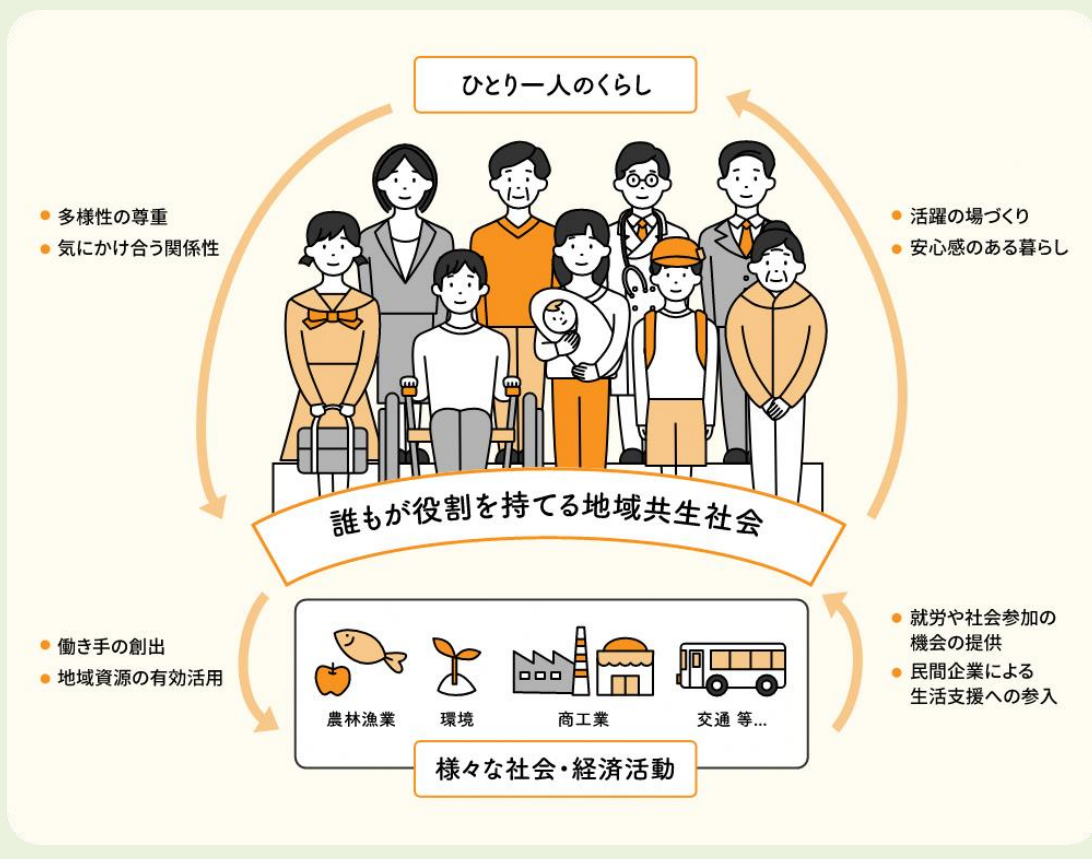 ひとり一人のくらし
● 多様性の尊重
● 気にかけ合う関係性
● 活躍の場づくり
● 安心感のある暮らし
誰もが役割を持てる地域共生社会
● 働き手の創出
● 地域資源の有効活用
● 就労や社会参加の
機会の提供
● 民間企業による
生活支援への参入
農林漁業 環境 商工業 交通 等...
様々な社会・経済活動